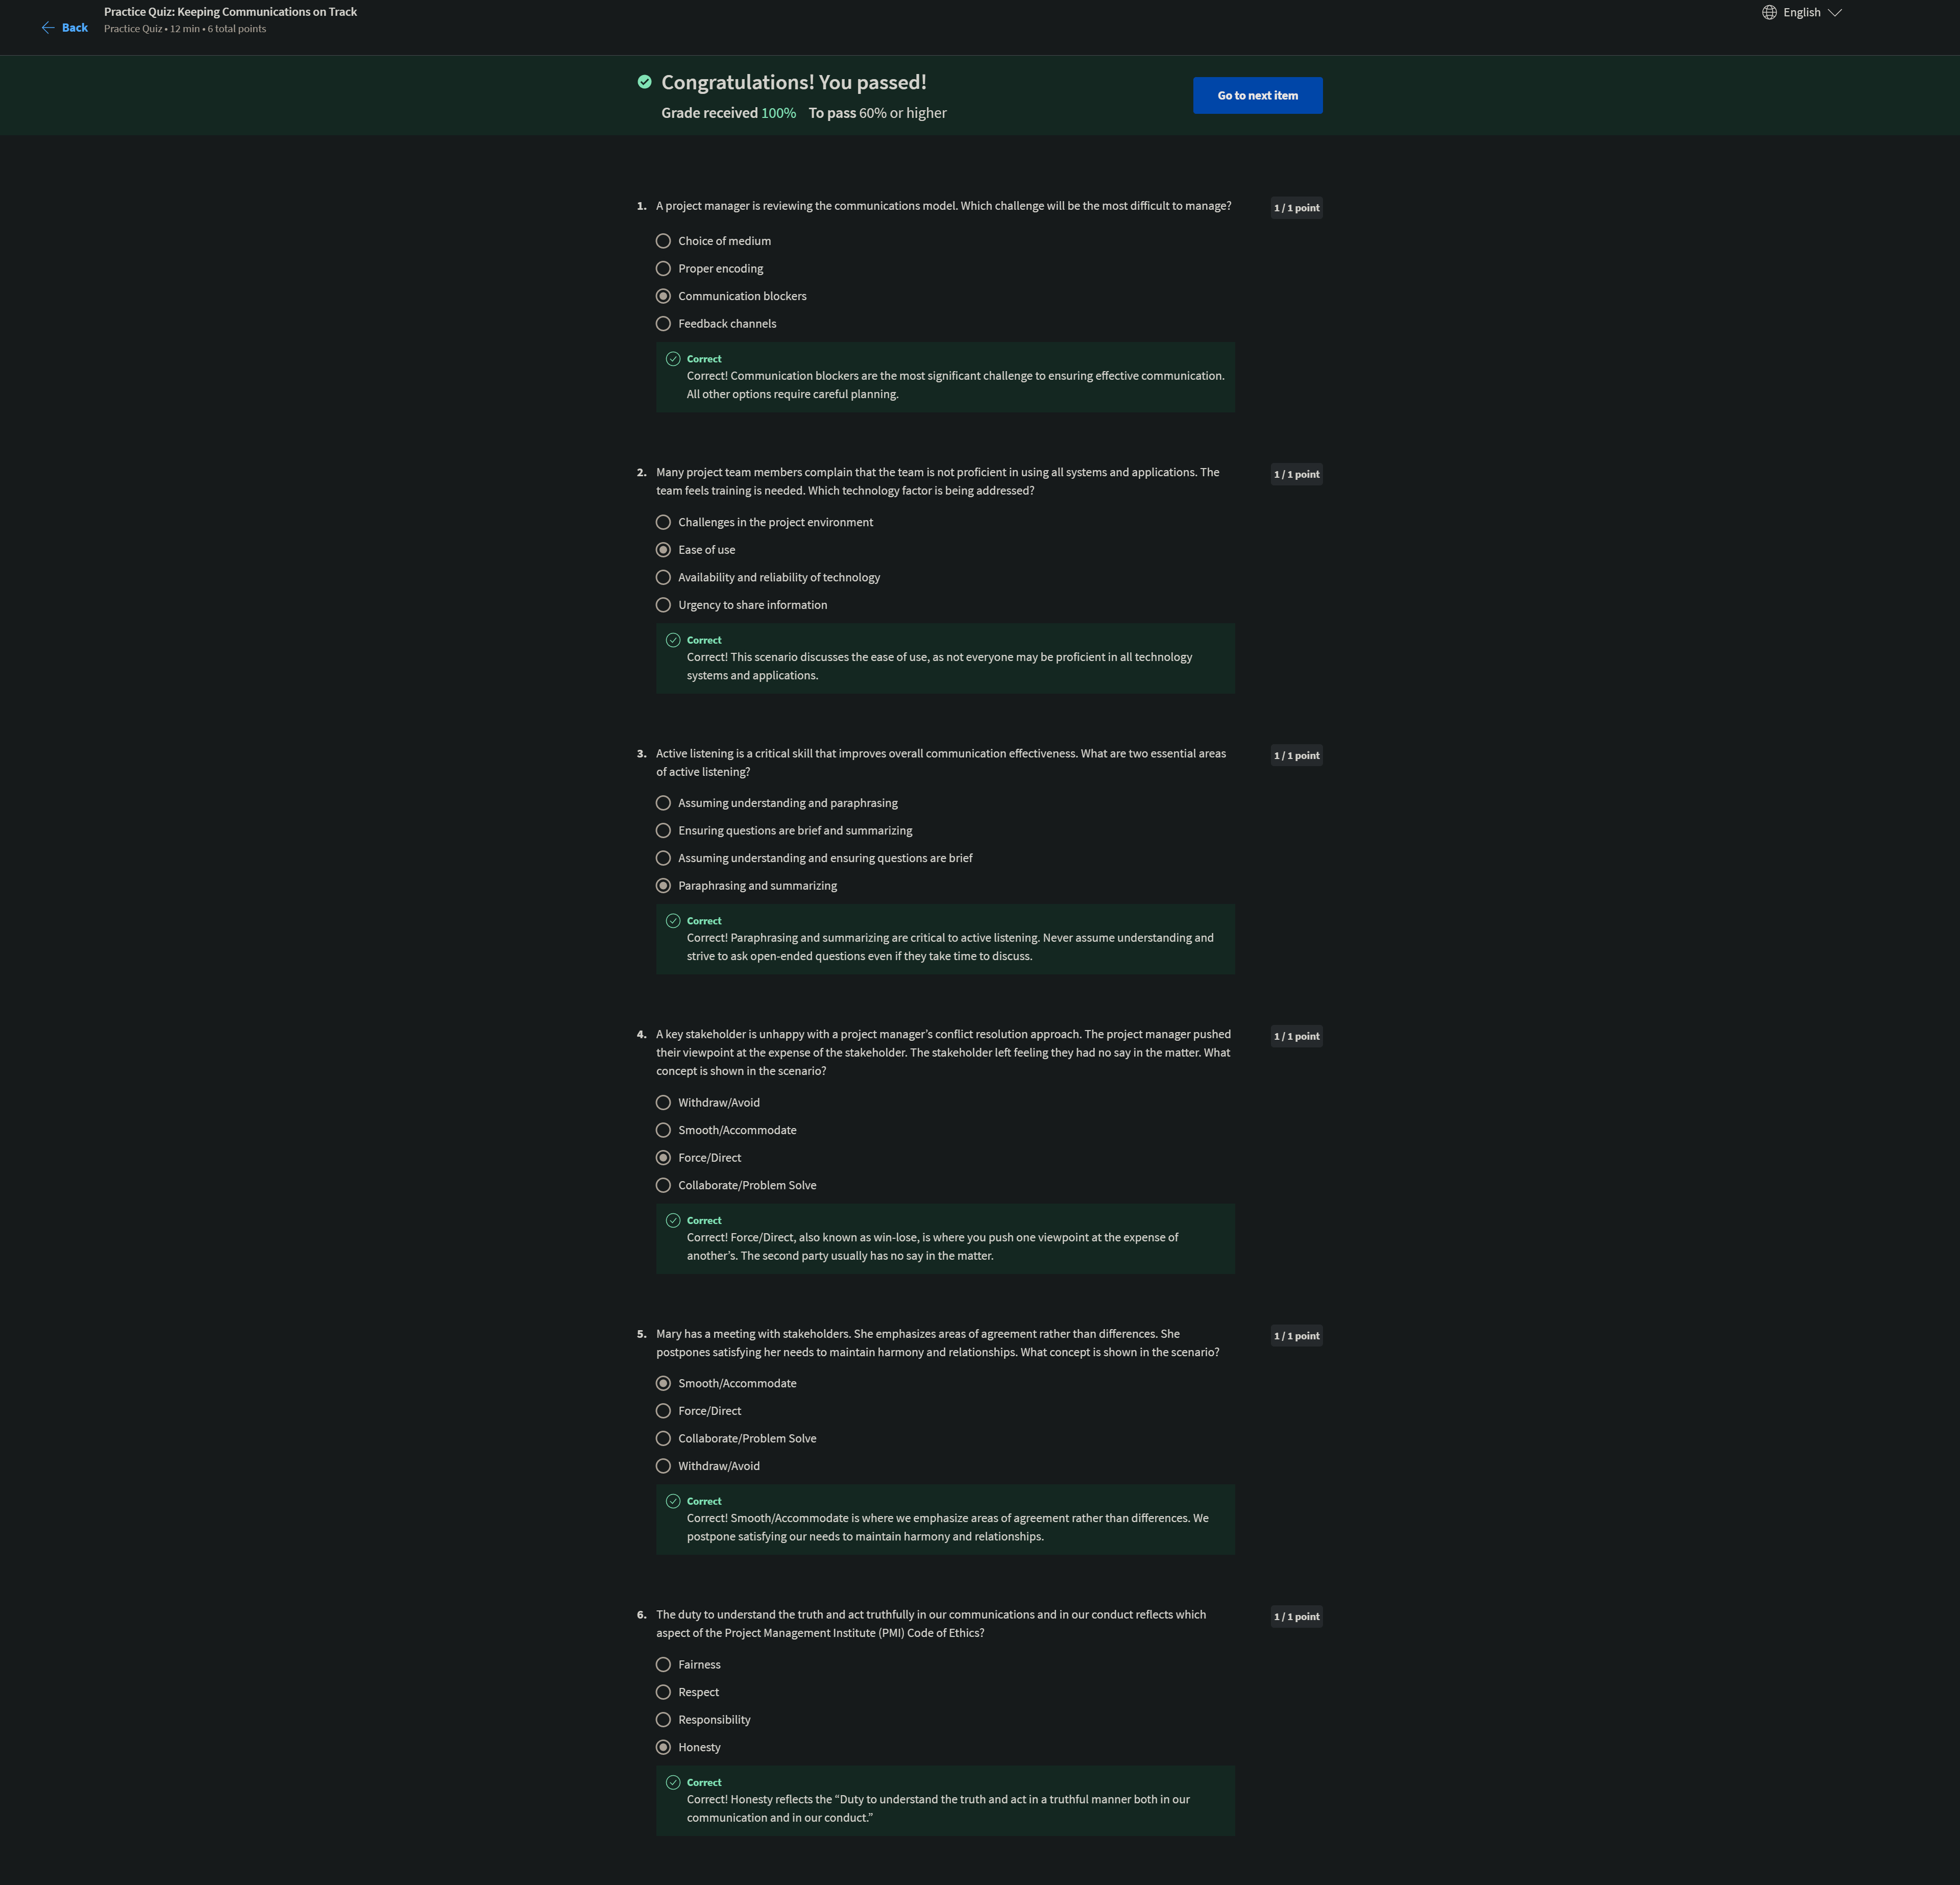 Practice Quiz: Keeping Communications on Track
Back
Practice Quiz • 12 min • 6 total points
English
Congratulations! You passed!
Grade received 100% To pass 60% or higher
Go to next item
1. A project manager is reviewing the communications model. Which challenge will be the most difficult to manage?
1 / 1 point
Choice of medium
Proper encoding
Communication blockers
Feedback channels
Correct
Correct! Communication blockers are the most significant challenge to ensuring effective communication.
All other options require careful planning.
2. Many project team members complain that the team is not proficient in using all systems and applications. The
team feels training is needed. Which technology factor is being addressed?
1 / 1 point
Challenges in the project environment
Ease of use
Availability and reliability of technology
Urgency to share information
Correct
Correct! This scenario discusses the ease of use, as not everyone may be proficient in all technology
systems and applications.
3. Active listening is a critical skill that improves overall communication effectiveness. What are two essential areas
of active listening?
1 / 1 point
Assuming understanding and paraphrasing
Ensuring questions are brief and summarizing
Assuming understanding and ensuring questions are brief
Paraphrasing and summarizing
Correct
Correct! Paraphrasing and summarizing are critical to active listening. Never assume understanding and
strive to ask open-ended questions even if they take time to discuss.
4. A key stakeholder is unhappy with a project manager’s conflict resolution approach. The project manager pushed
their viewpoint at the expense of the stakeholder. The stakeholder left feeling they had no say in the matter. What
concept is shown in the scenario?
1 / 1 point
Withdraw/Avoid
Smooth/Accommodate
Force/Direct
Collaborate/Problem Solve
Correct
Correct! Force/Direct, also known as win-lose, is where you push one viewpoint at the expense of
another’s. The second party usually has no say in the matter.
5. Mary has a meeting with stakeholders. She emphasizes areas of agreement rather than differences. She
postpones satisfying her needs to maintain harmony and relationships. What concept is shown in the scenario?
1 / 1 point
Smooth/Accommodate
Force/Direct
Collaborate/Problem Solve
Withdraw/Avoid
Correct
Correct! Smooth/Accommodate is where we emphasize areas of agreement rather than differences. We
postpone satisfying our needs to maintain harmony and relationships.
6. The duty to understand the truth and act truthfully in our communications and in our conduct reflects which
aspect of the Project Management Institute (PMI) Code of Ethics?
1 / 1 point
Fairness
Respect
Responsibility
Honesty
Correct
Correct! Honesty reflects the “Duty to understand the truth and act in a truthful manner both in our
communication and in our conduct.”